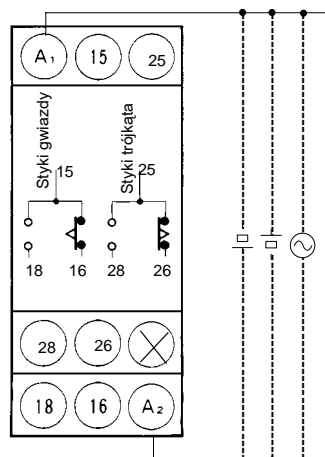 A₁ 15 25
Styki gwiazdy
Styki trójkąta
15 25
18 16 28 26
28 26
18 16 A₂